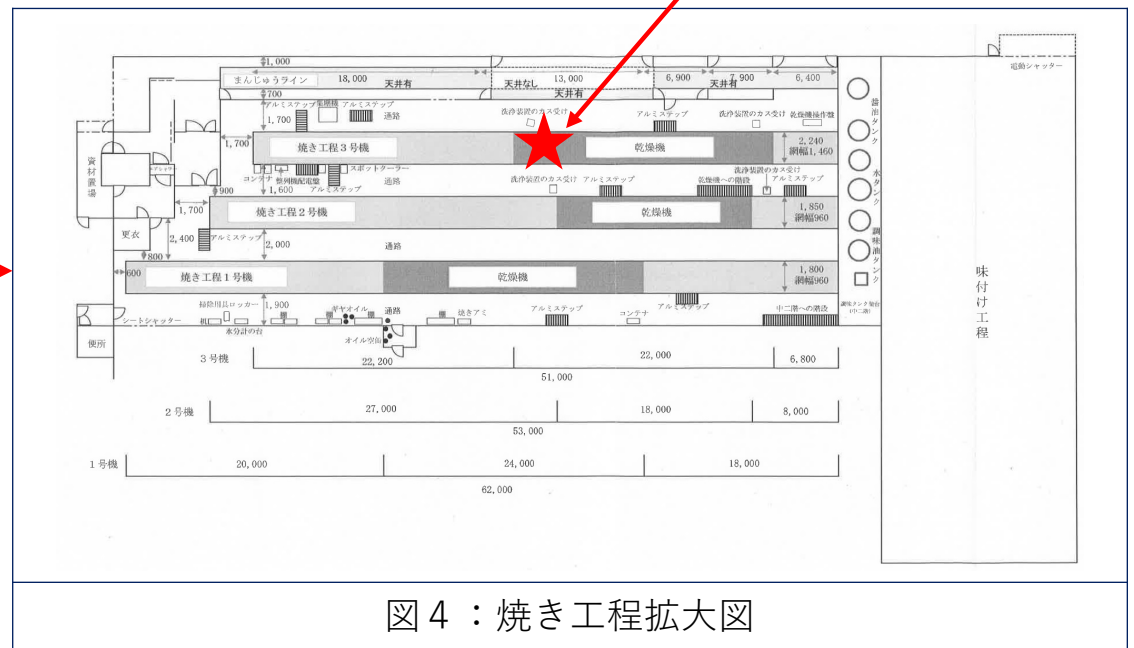 電動シャッター
1,000
まんじゅうライン
18,000
天井有
天井なし
13,000
天井有
6,900
7,900
天井有
6,400
700
アルミステップ
アルミステップ
通路
洗浄装置のカス受け
アルミステップ
洗浄装置のカス受け
乾燥機操作盤
醤油タンク
1,700
1,700
焼き工程3号機
乾燥機
2,240
網幅1,460
資材置場
コンテナ
整列機配電盤
スポットクーラー
1,600
アルミステップ
通路
洗浄装置のカス受け
アルミステップ
乾燥機への階段
洗浄装置のカス受け
アルミステップ
水タンク
900
1,700
焼き工程2号機
乾燥機
1,850
網幅960
更衣
2,400
アルミステップ
2,000
通路
調味油タンク
800
600
焼き工程1号機
乾燥機
1,800
網幅960
味付け工程
掃除用具ロッカー
1,900
ギヤオイル
通路
焼きアミ
アルミステップ
コンテナ
アルミステップ
中二階への階段
(中二階)
シートシャッター
机
水分計の台
棚
棚
棚
棚
便所
オイル空缶
3号機
22,200
22,000
6,800
51,000
2号機
27,000
18,000
8,000
53,000
1号機
20,000
24,000
18,000
62,000
図4:焼き工程拡大図